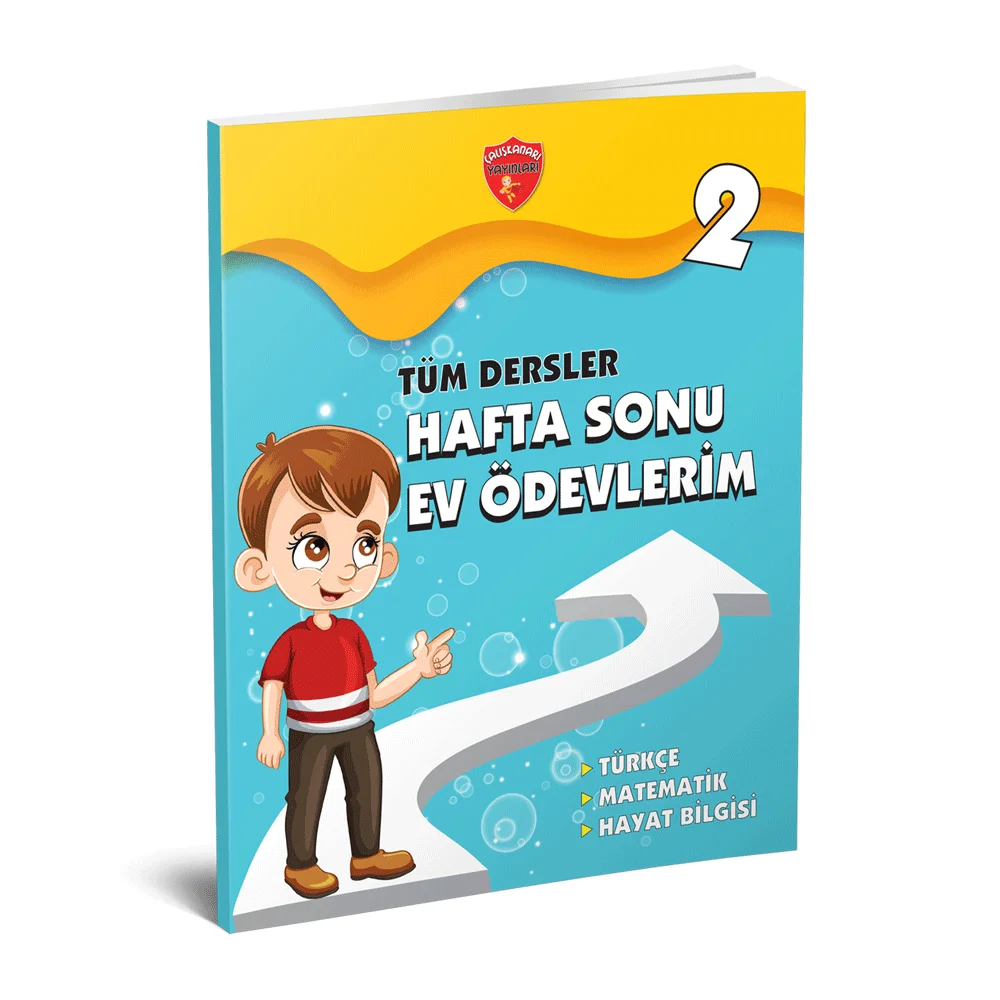 ÇALIŞKANARI
YAYINLARI
2
TÜM DERSLER
HAFTA SONU
EV ÖDEVLERİM
TÜRKÇE
MATEMATİK
HAYAT BİLGİSİ